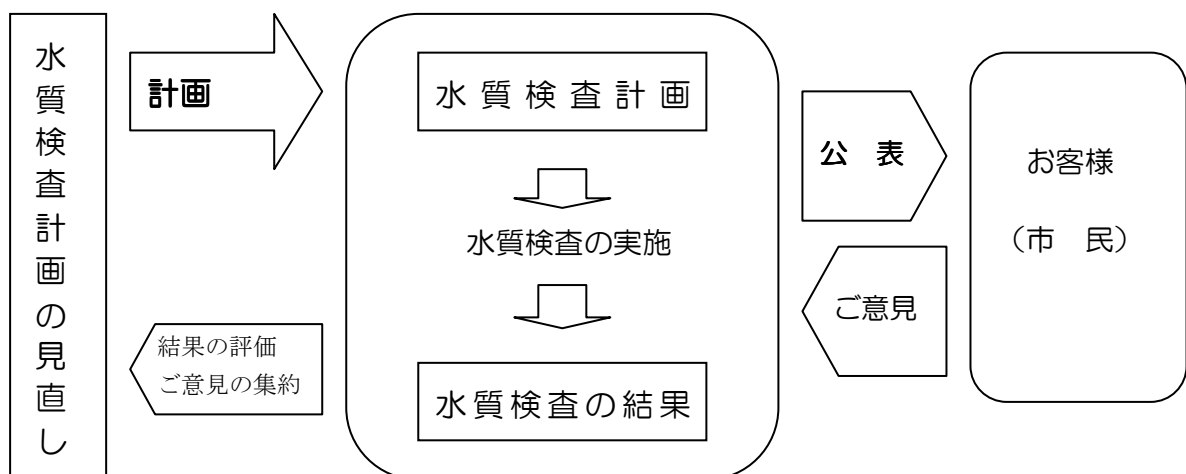 水質検査計画の見直し
計画
結果の評価
ご意見の集約
水質検査計画
水質検査の実施
水質検査の結果
公 表
ご意見
お客様
（市 民）